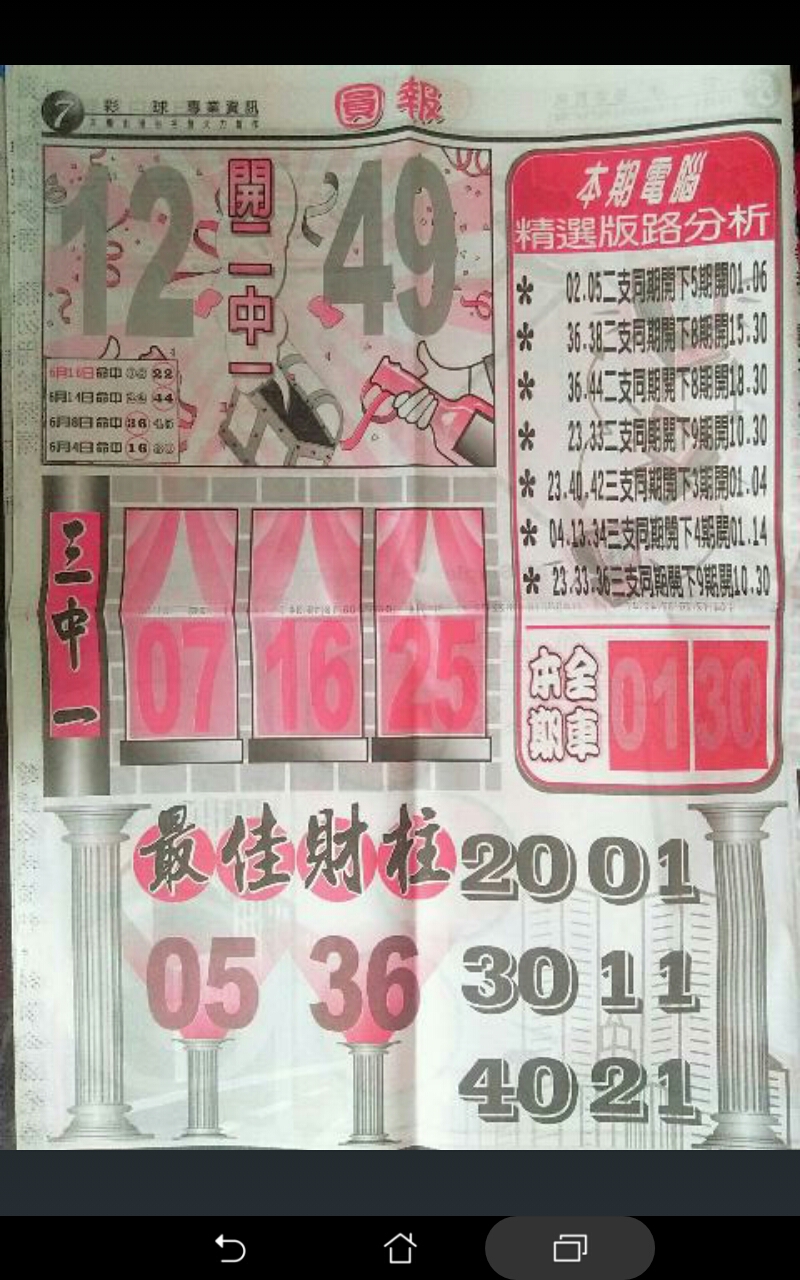 7 彩球專業資訊
圓報
12 開二中一 49
6月16日命中 22
6月14日命中 44
6月8日命中 36 45
6月4日命中 16
三中一
07 16 25
本期電腦
精選版路分析
* 02.05二支同期開下5期開01.06
* 36.38二支同期開下8期開15.30
* 36.44二支同期開下8期開18.30
* 23.33二支同期開下9期開10.30
* 23.40.42三支同期開下3期開01.04
* 04.13.34三支同期開下4期開01.14
* 23.33.36三支同期開下9期開10.30
本期
全車
01 30
最佳財柱
05 36
20 01
30 11
40 21